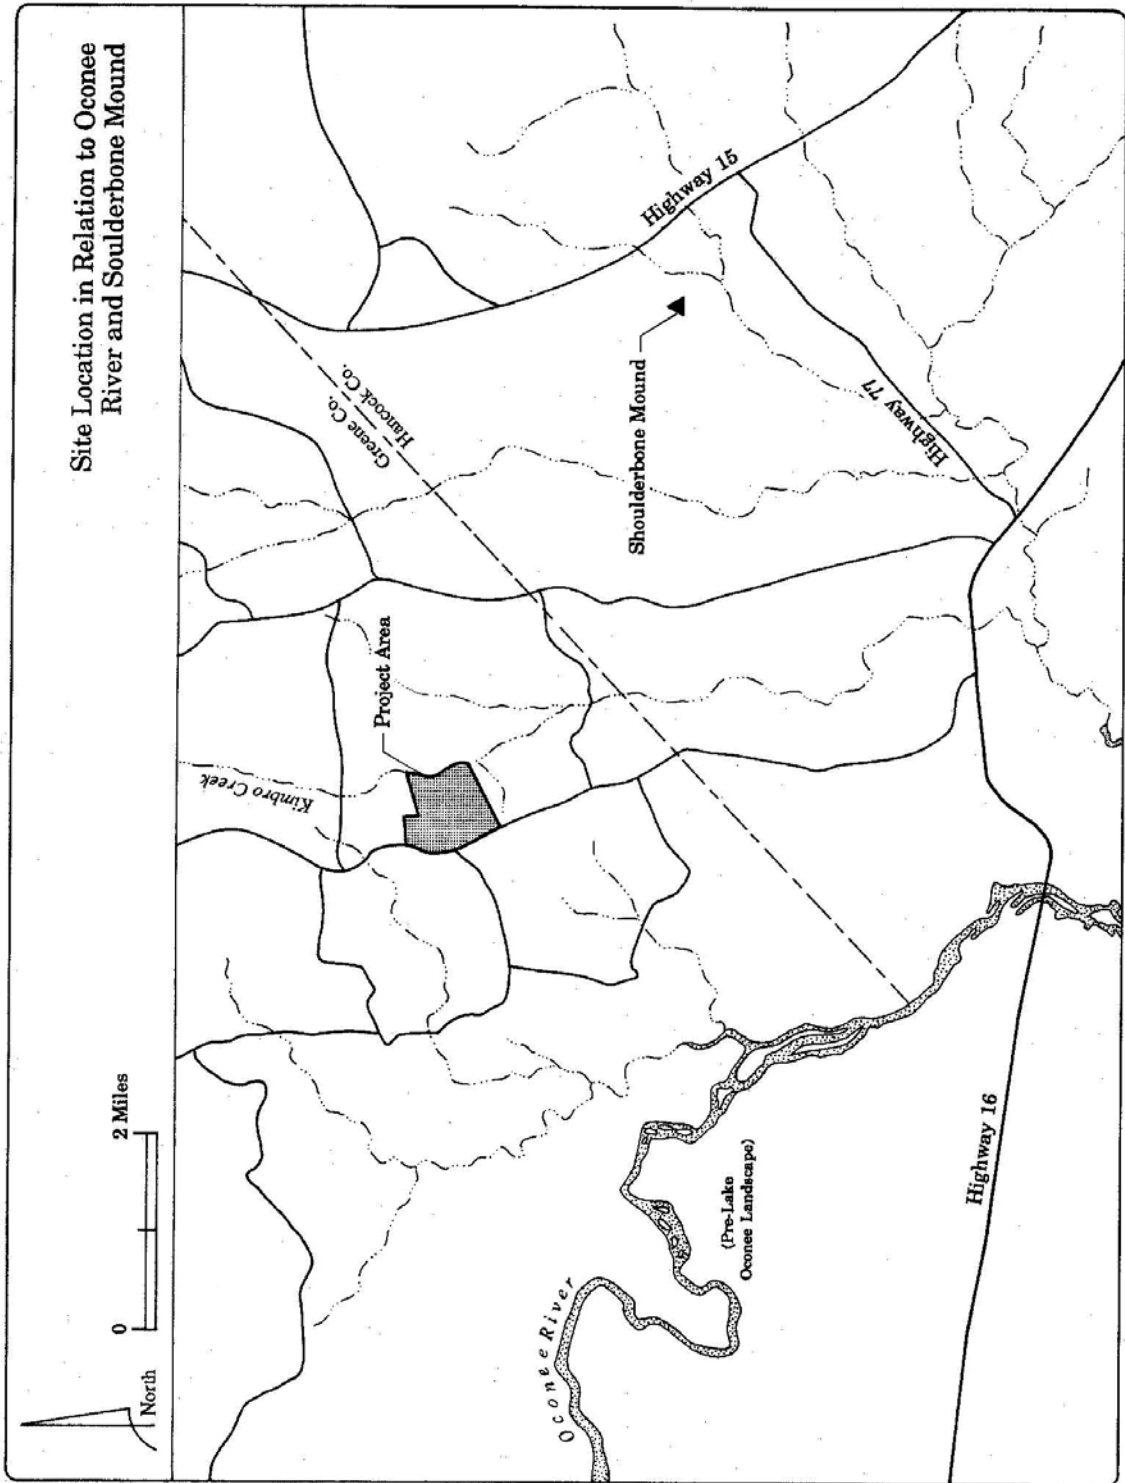 Site Location in Relation to Oconee
River and Soulderbone Mound
0
2 Miles
North
Kimbro Creek
Project Area
Greene Co.
Hancock Co.
Highway 15
Shoulderbone Mound
Highway 77
Oconee River
(Pre-Lake
Oconee Landscape)
Highway 16